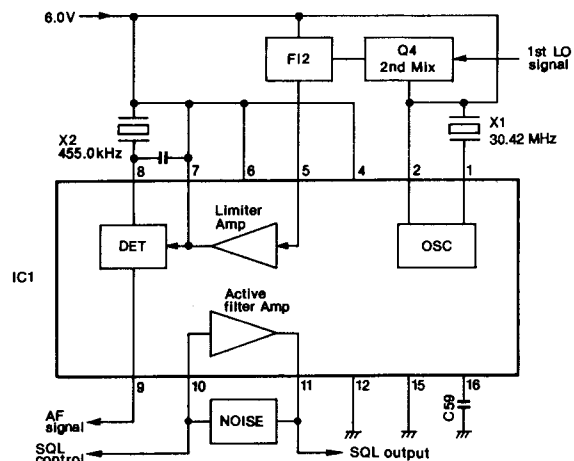 6.0V
FI2
Q4
2nd Mix
1st LO
signal
X2
455.0kHz
X1
30.42 MHz
8
7
6
5
4
2
1
Limiter
Amp
DET
OSC
IC1
Active
filter Amp
9
10
11
12
15
16
C59
AF
signal
NOISE
SQL
control
SQL output